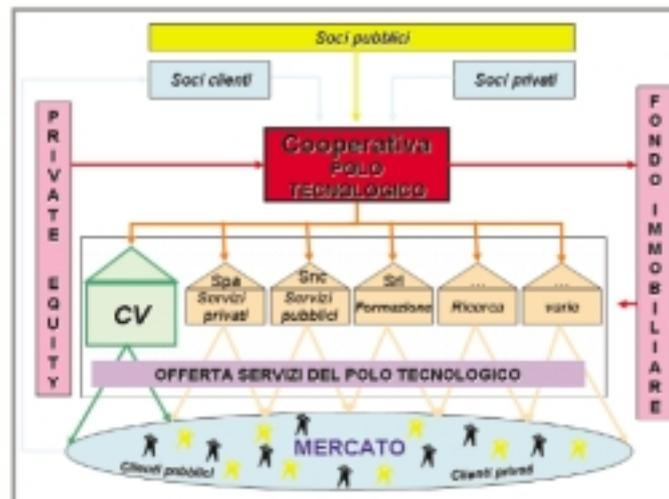 Soci pubblici
Soci clienti
Soci privati
PRIVATE EQUITY
Cooperativa
POLO
TECNOLOGICO
FONDO IMMOBILIARE
CV
Spa
Servizi
privati
Snc
Servizi
pubblici
Srl
Formazione
...
Ricerca
...
varie
OFFERTA SERVIZI DEL POLO TECNOLOGICO
MERCATO
Clienti pubblici
Clienti privati